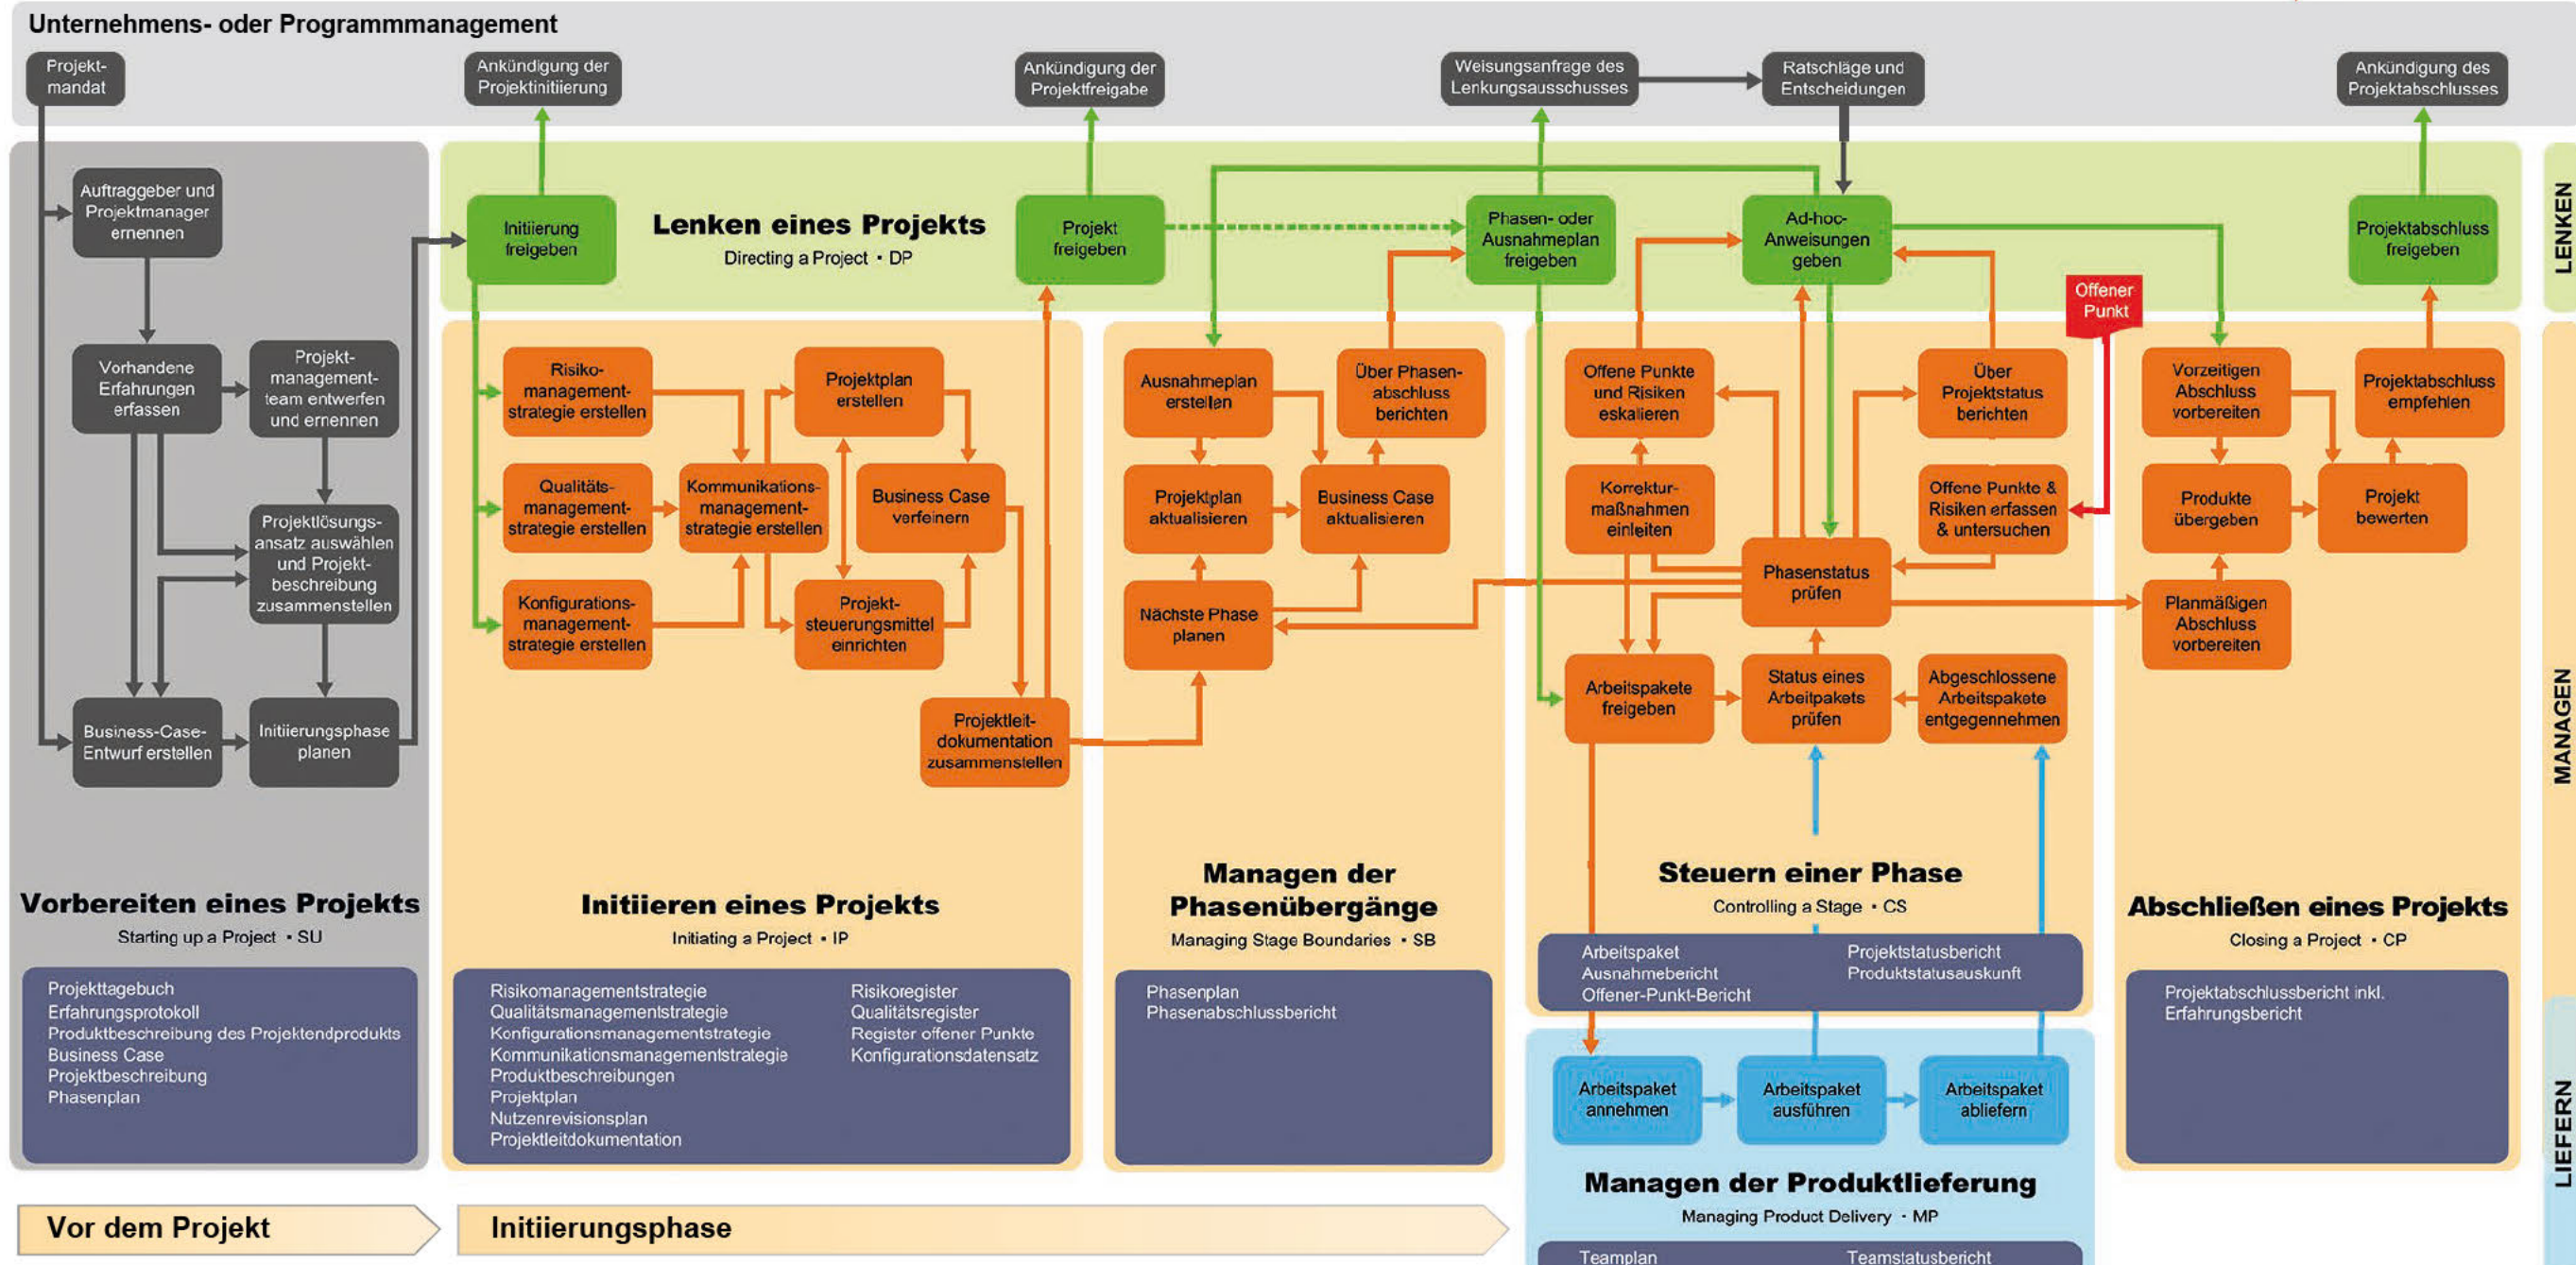 Unternehmens- oder Programmmanagement
Projekt-
mandat
Ankündigung der
Projektinitiierung
Ankündigung der
Projektfreigabe
Weisungsanfrage des
Lenkungsausschusses
Ratschläge und
Entscheidungen
Ankündigung des
Projektabschlusses
Auftraggeber und
Projektmanager
ernennen
Vorhandene
Erfahrungen
erfassen
Projekt-
management-
team entwerfen
und ernennen
Projektlösungs-
ansatz auswählen
und Projekt-
beschreibung
zusammenstellen
Business-Case-
Entwurf erstellen
Initiierungsphase
planen
Vorbereiten eines Projekts
Starting up a Project • SU
Projekttagebuch
Erfahrungsprotokoll
Produktbeschreibung des Projektendprodukts
Business Case
Projektbeschreibung
Phasenplan
Initiierung
freigeben
Lenken eines Projekts
Directing a Project • DP
Projekt
freigeben
Phasen- oder
Ausnahmeplan
freigeben
Ad-hoc-
Anweisungen
geben
Projektabschluss
freigeben
LENKEN
Offener
Punkt
Risiko-
management-
strategie erstellen
Projektplan
erstellen
Qualitäts-
management-
strategie erstellen
Kommunikations-
management-
strategie erstellen
Business Case
verfeinern
Konfigurations-
management-
strategie erstellen
Projekt-
steuerungsmittel
einrichten
Projektleit-
dokumentation
zusammenstellen
Initiieren eines Projekts
Initiating a Project • IP
Risikomanagementstrategie
Qualitätsmanagementstrategie
Konfigurationsmanagementstrategie
Kommunikationsmanagementstrategie
Produktbeschreibungen
Projektplan
Nutzenrevisionsplan
Projektleitdokumentation
Risikoregister
Qualitätsregister
Register offener Punkte
Konfigurationsdatensatz
Ausnahmeplan
erstellen
Über Phasen-
abschluss
berichten
Projektplan
aktualisieren
Business Case
aktualisieren
Nächste Phase
planen
Managen der
Phasenübergänge
Managing Stage Boundaries • SB
Phasenplan
Phasenabschlussbericht
Offene Punkte
und Risiken
eskalieren
Über
Projektstatus
berichten
Korrektur-
maßnahmen
einleiten
Offene Punkte &
Risiken erfassen
& untersuchen
Phasenstatus
prüfen
Arbeitspakete
freigeben
Status eines
Arbeitpakets
prüfen
Abgeschlossene
Arbeitspakete
entgegennehmen
Steuern einer Phase
Controlling a Stage • CS
Arbeitspaket
Ausnahmebericht
Offener-Punkt-Bericht
Projektstatusbericht
Produktstatusauskunft
Vorzeitigen
Abschluss
vorbereiten
Projektabschluss
empfehlen
Produkte
übergeben
Projekt
bewerten
Planmäßigen
Abschluss
vorbereiten
Abschließen eines Projekts
Closing a Project • CP
Projektabschlussbericht inkl.
Erfahrungsbericht
MANAGEN
Arbeitspaket
annehmen
Arbeitspaket
ausführen
Arbeitspaket
abliefern
Managen der Produktlieferung
Managing Product Delivery • MP
Teamplan
Teamstatusbericht
LIEFERN
Vor dem Projekt
Initiierungsphase